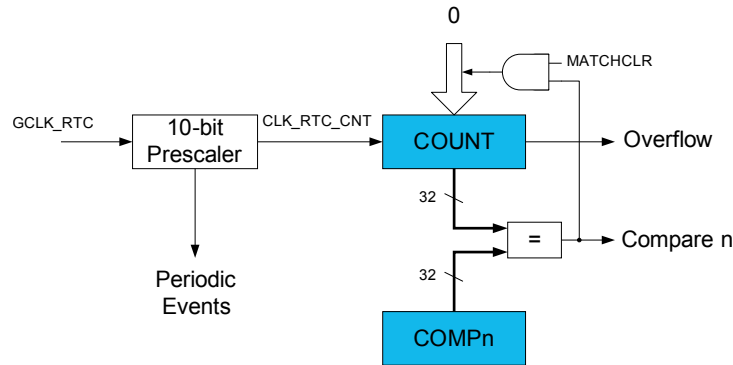 0
MATCHCLR
GCLK_RTC
10-bit
Prescaler
CLK_RTC_CNT
COUNT
Overflow
32
=
Compare n
32
Periodic
Events
COMPn